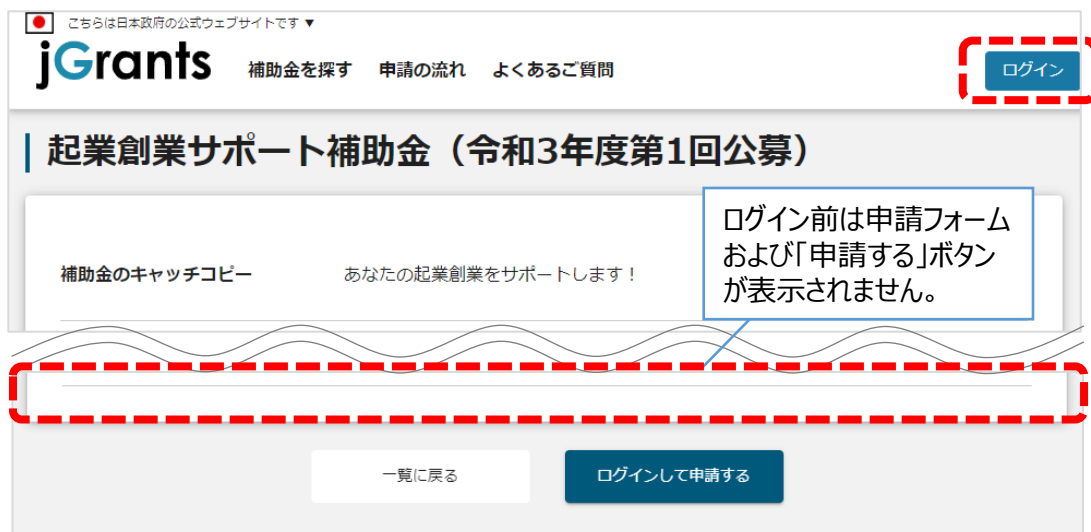 こちらは日本政府の公式ウェブサイトです ▼
jGrants 補助金を探す 申請の流れ よくあるご質問 ログイン
起業創業サポート補助金（令和3年度第1回公募）
ログイン前は申請フォーム
および「申請する」ボタン
が表示されません。
補助金のキャッチコピー あなたの起業創業をサポートします！
一覧に戻る ログインして申請する